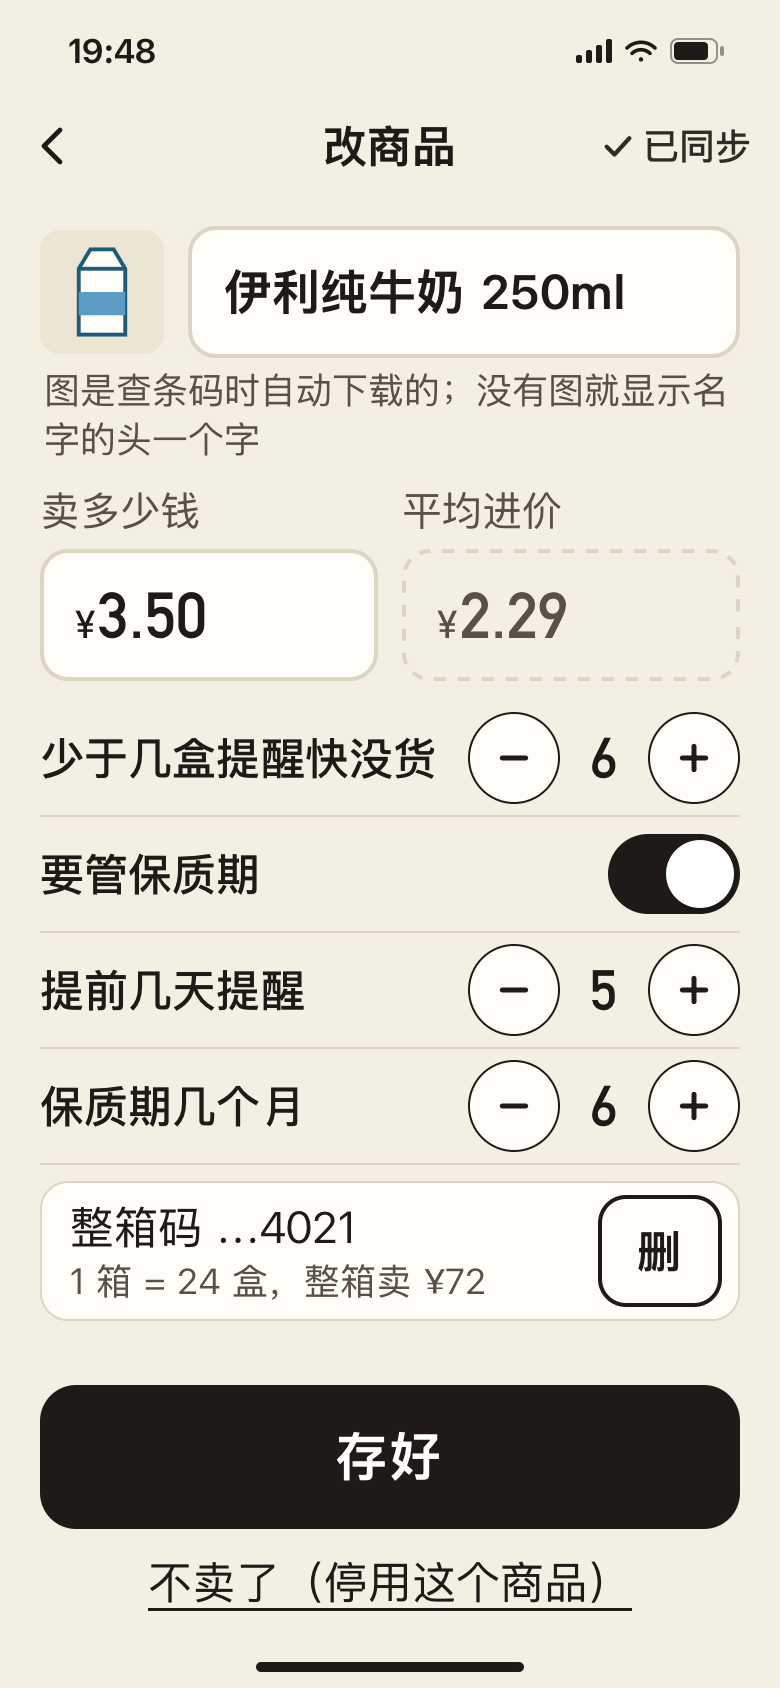 19:48
改商品
已同步
伊利纯牛奶 250ml
图是查条码时自动下载的；没有图就显示名
字的头一个字
卖多少钱
平均进价
¥3.50
¥2.29
少于几盒提醒快没货
6
要管保质期
提前几天提醒
5
保质期几个月
6
整箱码 …4021
1 箱 = 24 盒，整箱卖 ¥72
删
存好
不卖了（停用这个商品）